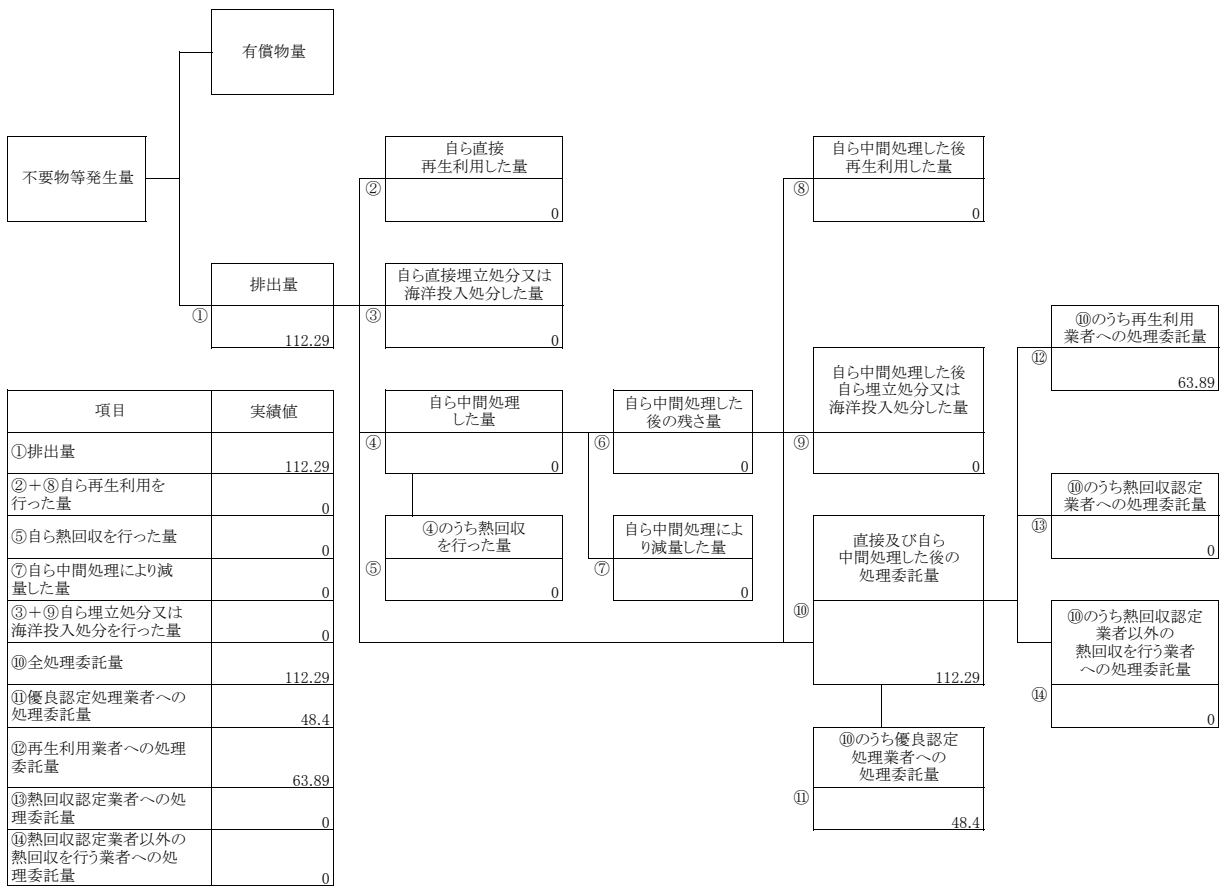 有償物量
不要物等発生量
自ら直接
再生利用した量
②
0
自ら中間処理した後
再生利用した量
⑧
0
排出量
①
112.29
自ら直接埋立処分又は
海洋投入処分した量
③
0
⑩のうち再生利用
業者への処理委託量
⑫
63.89
自ら中間処理
した量
④
0
自ら中間処理した
後の残さ量
⑥
0
自ら中間処理した後
自ら埋立処分又は
海洋投入処分した量
⑨
0
⑩のうち熱回収認定
業者への処理委託量
⑬
0
④のうち熱回収
を行った量
⑤
0
自ら中間処理によ
り減量した量
⑦
0
直接及び自ら
中間処理した後の
処理委託量
⑩
112.29
⑩のうち熱回収認定
業者以外の
熱回収を行う業者
への処理委託量
⑭
0
⑩のうち優良認定
処理業者への
処理委託量
⑪
48.4
項目 実績値
①排出量
112.29
②+⑧自ら再生利用を
行った量
0
⑤自ら熱回収を行った量
0
⑦自ら中間処理により減
量した量
0
③+⑨自ら埋立処分又は
海洋投入処分を行った量
0
⑩全処理委託量
112.29
⑪優良認定処理業者への
処理委託量
48.4
⑫再生利用業者への処理
委託量
63.89
⑬熱回収認定業者への処
理委託量
0
⑭熱回収認定業者以外の
熱回収を行う業者への処
理委託量
0